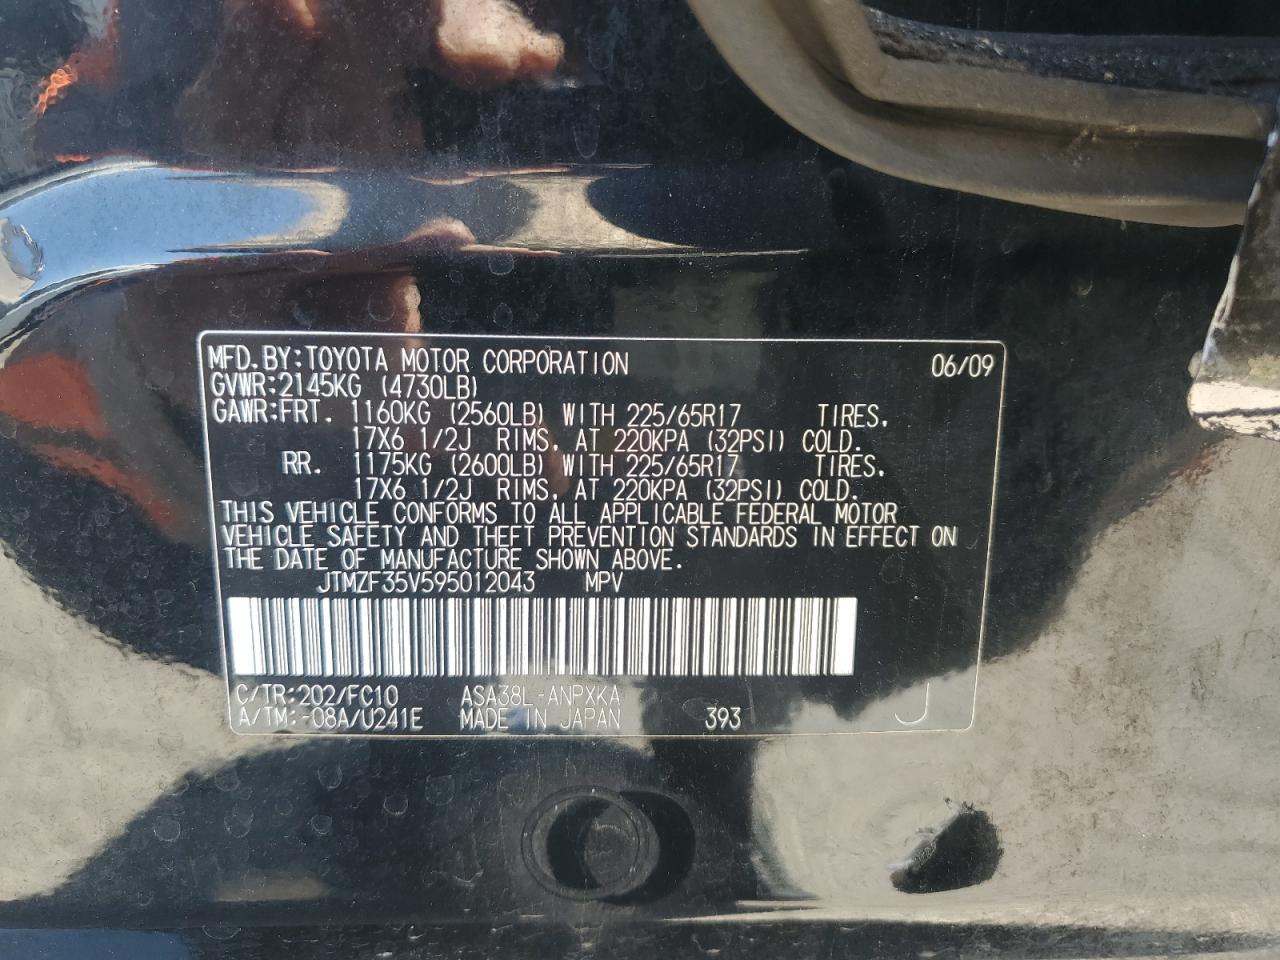 MFD.BY:TOYOTA MOTOR CORPORATION 06/09
GVWR:2145KG (4730LB)
GAWR:FRT. 1160KG (2560LB) WITH 225/65R17 TIRES.
17X6 1/2J RIMS, AT 220KPA (32PSI) COLD.
RR. 1175KG (2600LB) WITH 225/65R17 TIRES,
17X6 1/2J RIMS, AT 220KPA (32PSI) COLD.
THIS VEHICLE CONFORMS TO ALL APPLICABLE FEDERAL MOTOR
VEHICLE SAFETY AND THEFT PREVENTION STANDARDS IN EFFECT ON
THE DATE OF MANUFACTURE SHOWN ABOVE.
JTMZF35V595012043 MPV
C/TR:202/FC10 ASA38L-ANPXKA
A/TM:-08A/U241E MADE IN JAPAN 393 J